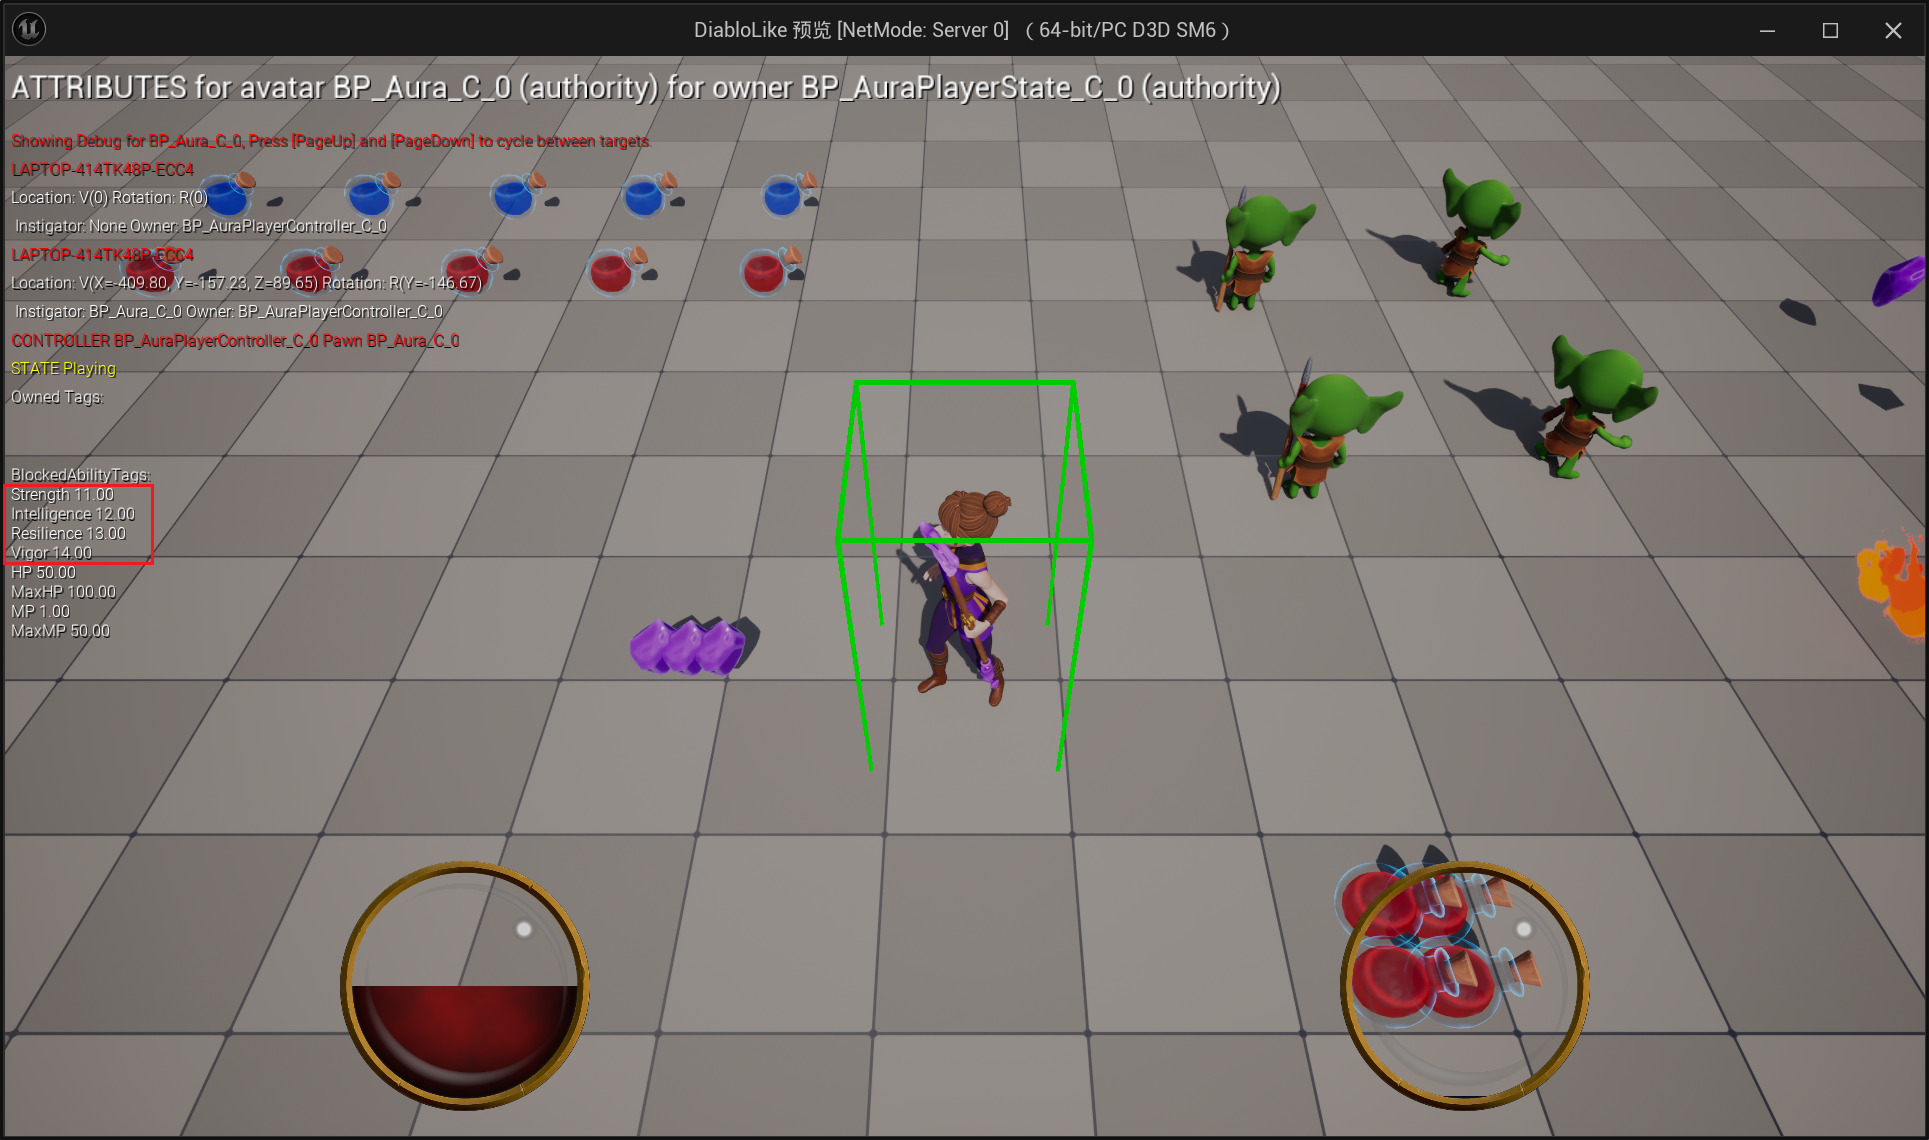 DiabloLike 预览 [NetMode: Server 0] （64-bit/PC D3D SM6）
ATTRIBUTES for avatar BP_Aura_C_0 (authority) for owner BP_AuraPlayerState_C_0 (authority)
Showing Debug for BP_Aura_C_0, Press [PageUp] and [PageDown] to cycle between targets.
LAPTOP-414TK48P-ECC4
Location: V(0) Rotation: R(0)
Instigator: None Owner: BP_AuraPlayerController_C_0
LAPTOP-414TK48P-ECC4
Location: V(X=-409.80, Y=-157.23, Z=89.65) Rotation: R(Y=-146.67)
Instigator: BP_Aura_C_0 Owner: BP_AuraPlayerController_C_0
CONTROLLER BP_AuraPlayerController_C_0 Pawn BP_Aura_C_0
STATE Playing
Owned Tags:
BlockedAbilityTags:
Strength 11.00
Intelligence 12.00
Resilience 13.00
Vigor 14.00
HP 50.00
MaxHP 100.00
MP 1.00
MaxMP 50.00